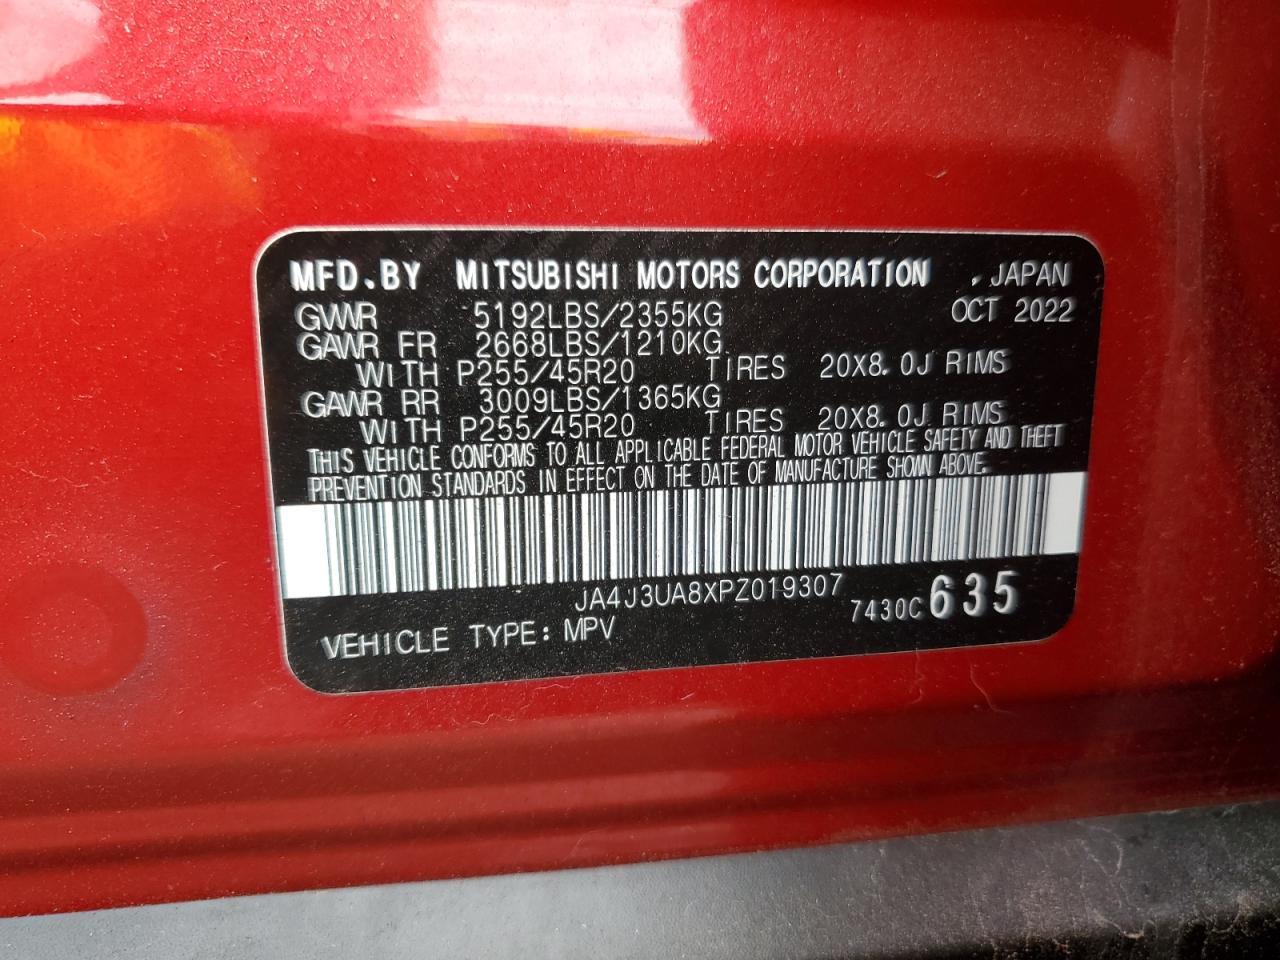 MFD.BY MITSUBISHI MOTORS CORPORATION , JAPAN
GVWR 5192LBS/2355KG OCT 2022
GAWR FR 2668LBS/1210KG
WITH P255/45R20 TIRES 20X8.0J RIMS
GAWR RR 3009LBS/1365KG
WITH P255/45R20 TIRES 20X8.0J RIMS
THIS VEHICLE CONFORMS TO ALL APPLICABLE FEDERAL MOTOR VEHICLE SAFETY AND THEFT
PREVENTION STANDARDS IN EFFECT ON THE DATE OF MANUFACTURE SHOWN ABOVE.
JA4J3UA8XPZ019307 7430C 635
VEHICLE TYPE: MPV